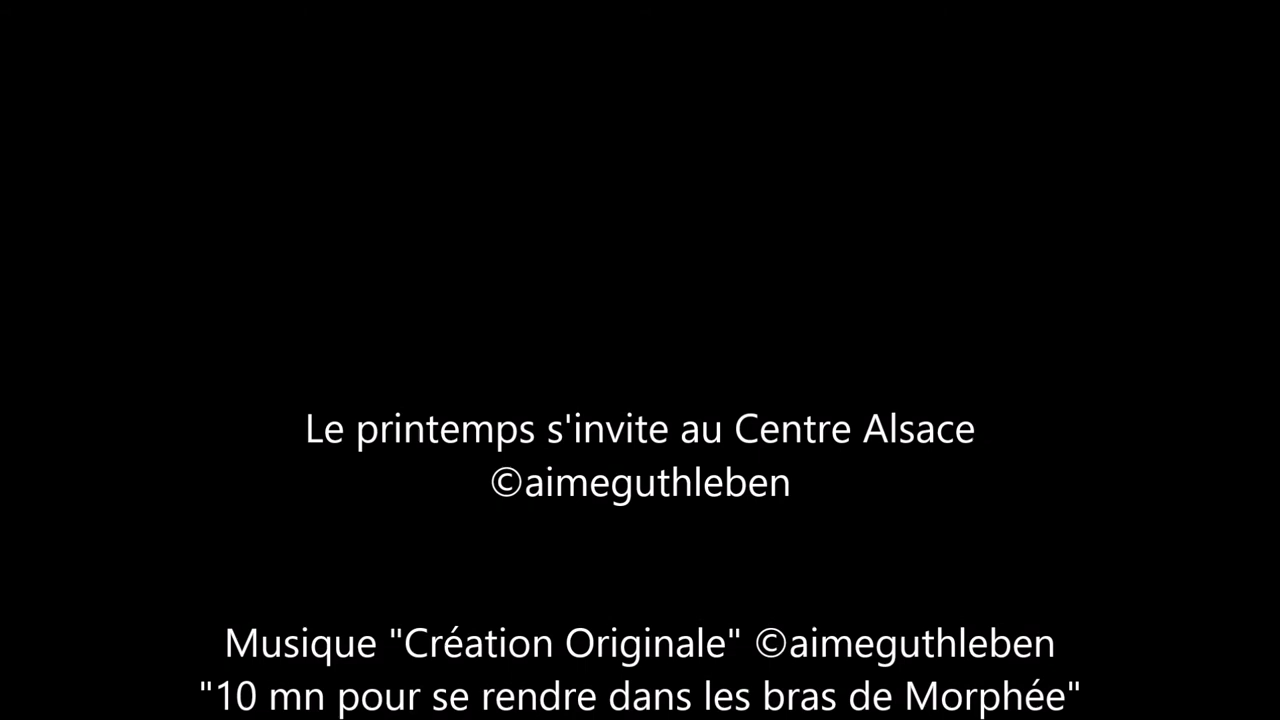 Le printemps s'invite au Centre Alsace
©aimeguthleben
Musique "Création Originale" ©aimeguthleben
"10 mn pour se rendre dans les bras de Morphée"